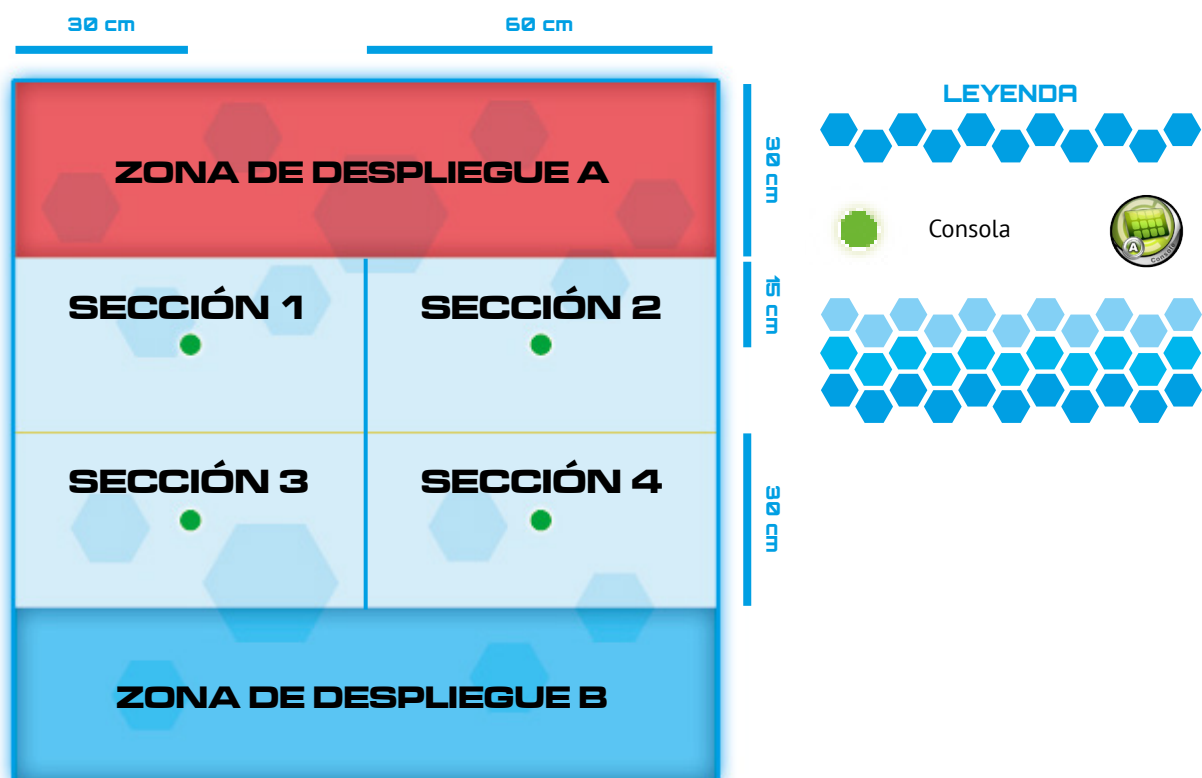 30 cm
60 cm
ZONA DE DESPLIEGUE A
30 cm
LEYENDA
Consola
A
Console
SECCIÓN 1
SECCIÓN 2
15 cm
SECCIÓN 3
SECCIÓN 4
30 cm
ZONA DE DESPLIEGUE B